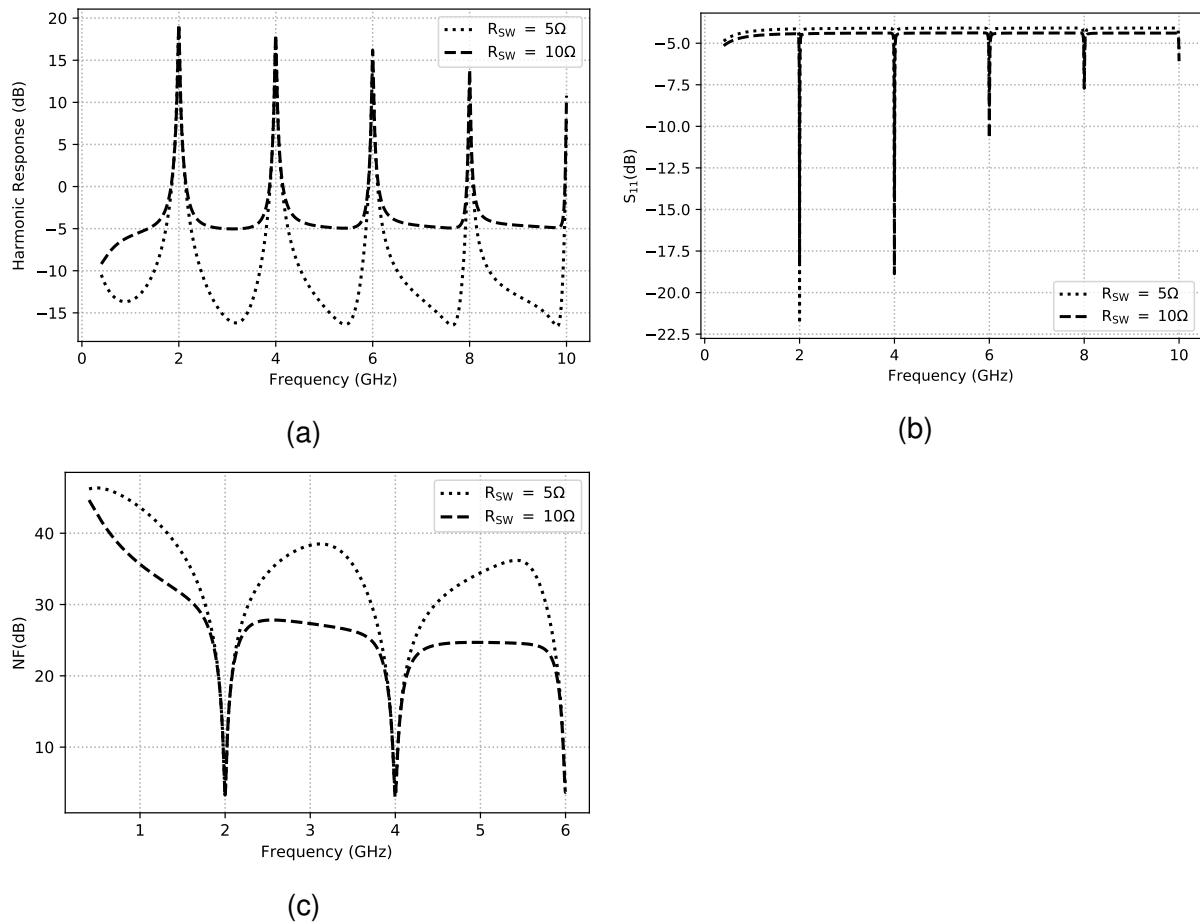 Harmonic Response (dB)
20
15
10
5
0
−5
−10
−15
0 2 4 6 8 10
Frequency (GHz)
R_SW = 5Ω
R_SW = 10Ω
(a)
S₁₁(dB)
−5.0
−7.5
−10.0
−12.5
−15.0
−17.5
−20.0
−22.5
0 2 4 6 8 10
Frequency (GHz)
R_SW = 5Ω
R_SW = 10Ω
(b)
NF(dB)
40
30
20
10
1 2 3 4 5 6
Frequency (GHz)
R_SW = 5Ω
R_SW = 10Ω
(c)